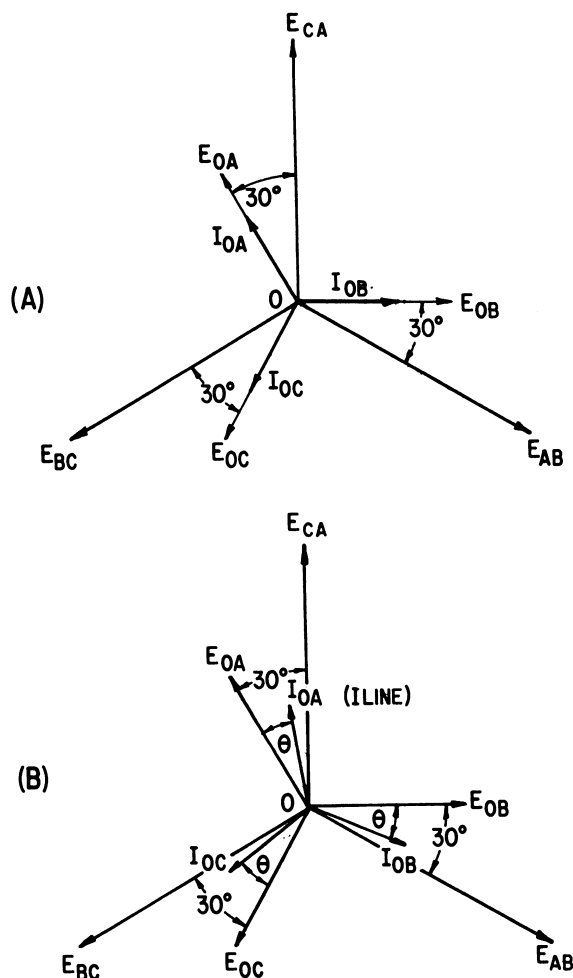 E_CA
E_OA
30°
I_OA
(A)
O
I_OB
E_OB
30°
30°
I_OC
E_BC
E_OC
E_AB
E_CA
E_OA
30°
I_OA (I LINE)
θ
(B)
O
E_OB
θ
30°
I_OC
θ
I_OB
30°
E_BC
E_OC
E_AB